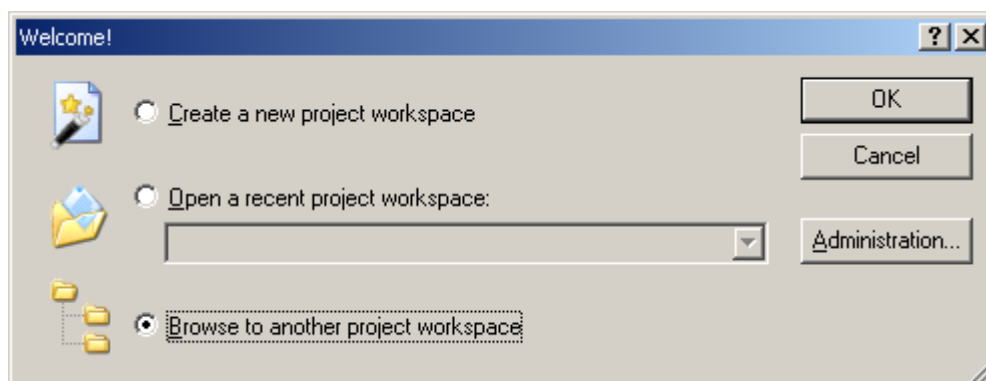 Welcome!
Create a new project workspace
OK
Cancel
Open a recent project workspace:
Administration...
Browse to another project workspace